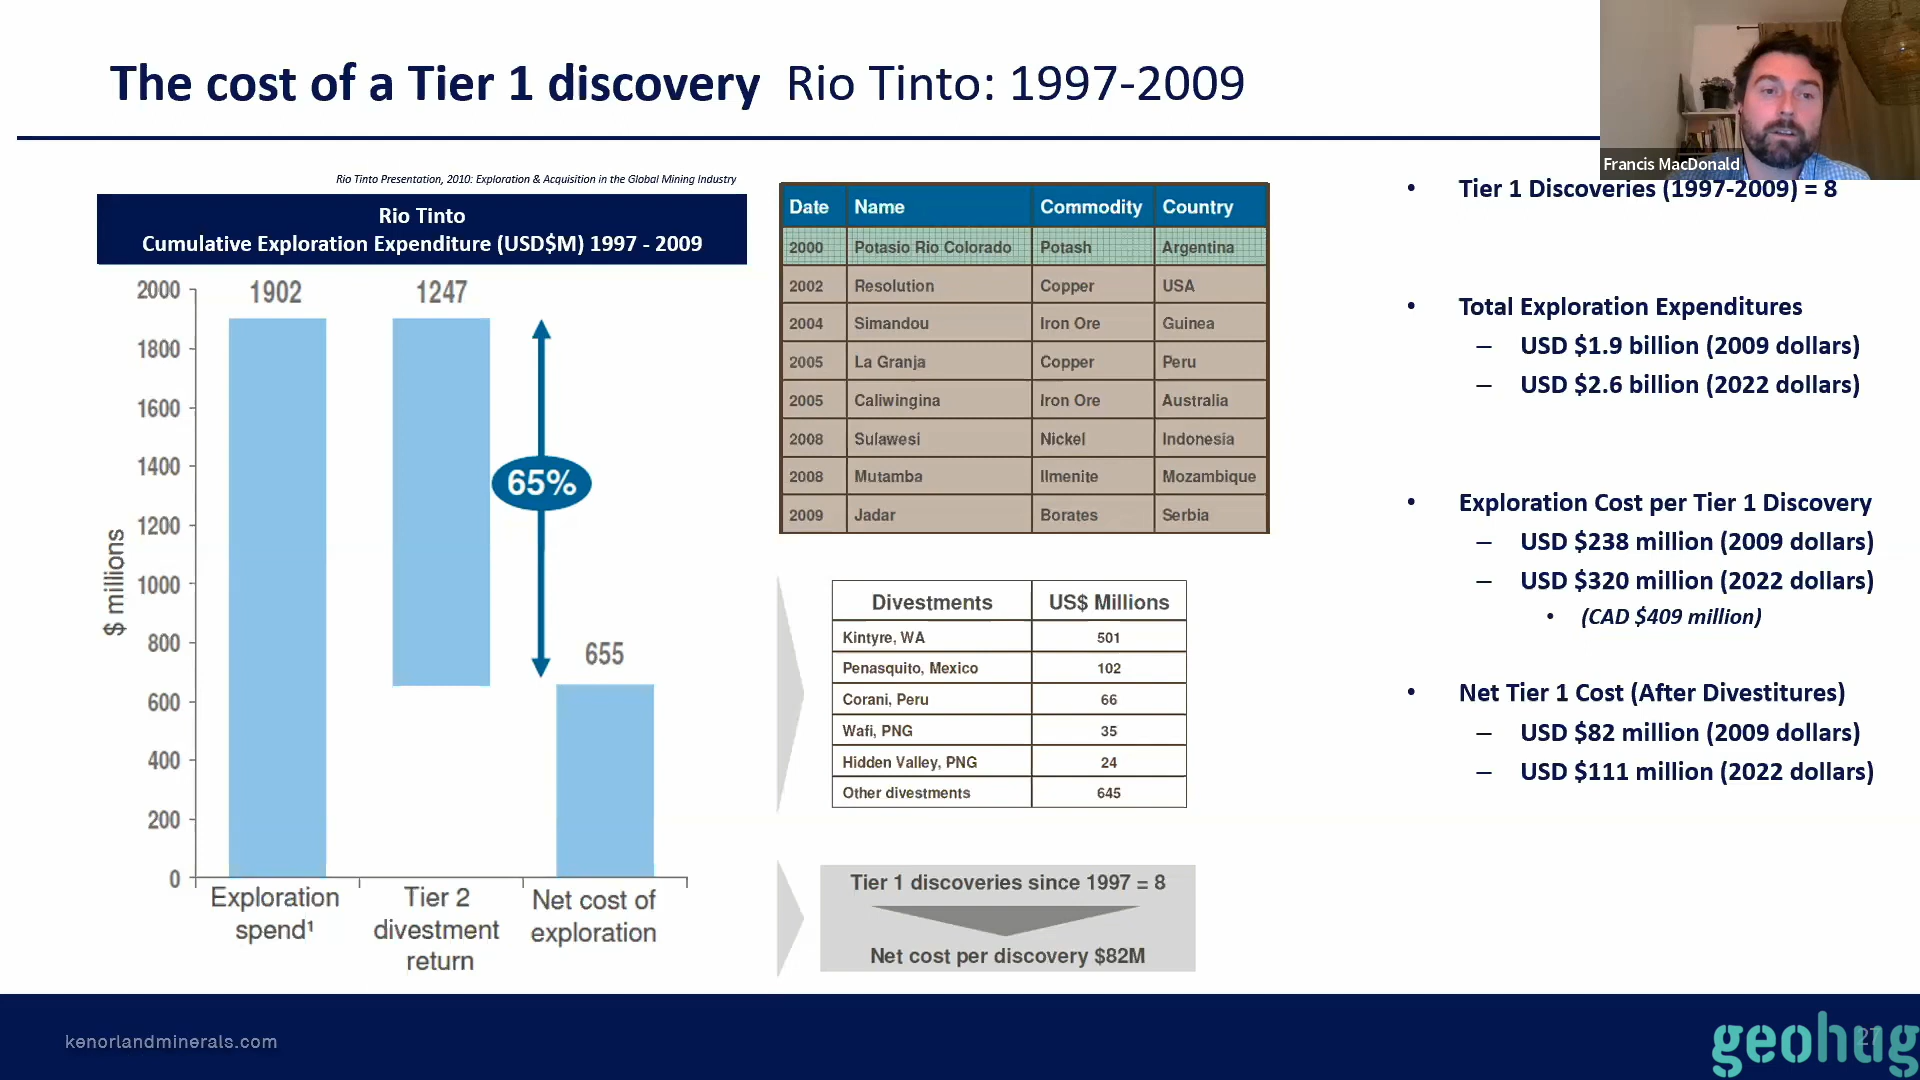 The cost of a Tier 1 discovery Rio Tinto: 1997-2009
Francis MacDonald
Rio Tinto Presentation, 2010: Exploration & Acquisition in the Global Mining Industry
Rio Tinto
Cumulative Exploration Expenditure (USD$M) 1997 - 2009
$ millions
2000
1800
1600
1400
1200
1000
800
600
400
200
0
1902
1247
65%
655
Exploration
spend¹
Tier 2
divestment
return
Net cost of
exploration
Date Name Commodity Country
2000 Potasio Rio Colorado Potash Argentina
2002 Resolution Copper USA
2004 Simandou Iron Ore Guinea
2005 La Granja Copper Peru
2005 Caliwingina Iron Ore Australia
2008 Sulawesi Nickel Indonesia
2008 Mutamba Ilmenite Mozambique
2009 Jadar Borates Serbia
Divestments US$ Millions
Kintyre, WA 501
Penasquito, Mexico 102
Corani, Peru 66
Wafi, PNG 35
Hidden Valley, PNG 24
Other divestments 645
Tier 1 discoveries since 1997 = 8
Net cost per discovery $82M
• Tier 1 Discoveries (1997-2009) = 8
• Total Exploration Expenditures
– USD $1.9 billion (2009 dollars)
– USD $2.6 billion (2022 dollars)
• Exploration Cost per Tier 1 Discovery
– USD $238 million (2009 dollars)
– USD $320 million (2022 dollars)
• (CAD $409 million)
• Net Tier 1 Cost (After Divestitures)
– USD $82 million (2009 dollars)
– USD $111 million (2022 dollars)
kenorlandminerals.com
27
geohug